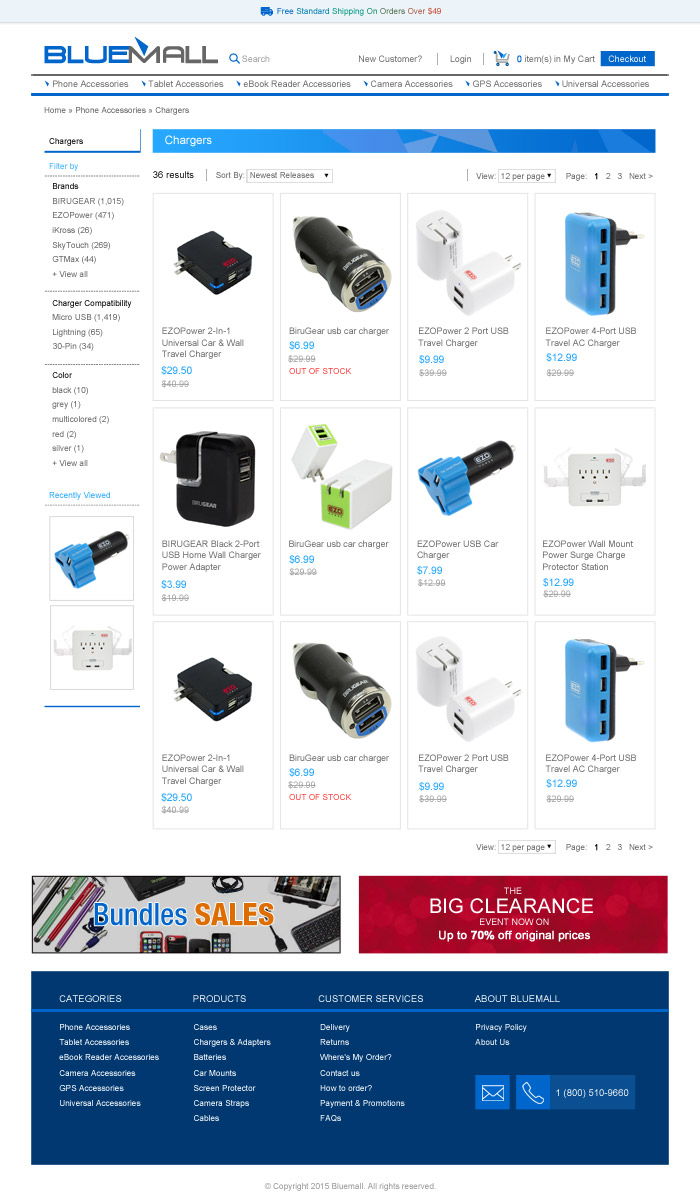 Free Standard Shipping On Orders Over $49
BLUEMALL
Search
New Customer?
Login
0 item(s) in My Cart
Checkout
Phone Accessories
Tablet Accessories
eBook Reader Accessories
Camera Accessories
GPS Accessories
Universal Accessories
Home » Phone Accessories » Chargers
Chargers
Filter by
Brands
BIRUGEAR (1,015)
EZOPower (471)
iKross (26)
SkyTouch (269)
GTMax (44)
+ View all
Charger Compatibility
Micro USB (1,419)
Lightning (65)
30-Pin (34)
Color
black (10)
grey (1)
multicolored (2)
red (2)
silver (1)
+ View all
Recently Viewed
Chargers
36 results
Sort By: Newest Releases ▼
View: 12 per page ▼
Page: 1 2 3 Next >
EZOPower 2-In-1
Universal Car & Wall
Travel Charger
$29.50
$40.99
BIRUGEAR
BiruGear usb car charger
$6.99
$29.99
OUT OF STOCK
EZO
EZOPower 2 Port USB
Travel Charger
$9.99
$39.99
EZO
EZOPower 4-Port USB
Travel AC Charger
$12.99
$29.99
BIRUGEAR
BIRUGEAR Black 2-Port
USB Home Wall Charger
Power Adapter
$3.99
$19.99
EZO
BiruGear usb car charger
$6.99
$29.99
EZO
EZOPower USB Car
Charger
$7.99
$12.99
EZOPower Wall Mount
Power Surge Charge
Protector Station
$12.99
$29.99
EZOPower 2-In-1
Universal Car & Wall
Travel Charger
$29.50
$40.99
BIRUGEAR
BiruGear usb car charger
$6.99
$29.99
OUT OF STOCK
EZO
EZOPower 2 Port USB
Travel Charger
$9.99
$39.99
EZO
EZOPower 4-Port USB
Travel AC Charger
$12.99
$29.99
View: 12 per page ▼
Page: 1 2 3 Next >
Bundles SALES
THE
BIG CLEARANCE
EVENT NOW ON
Up to 70% off original prices
CATEGORIES
Phone Accessories
Tablet Accessories
eBook Reader Accessories
Camera Accessories
GPS Accessories
Universal Accessories
PRODUCTS
Cases
Chargers & Adapters
Batteries
Car Mounts
Screen Protector
Camera Straps
Cables
CUSTOMER SERVICES
Delivery
Returns
Where's My Order?
Contact us
How to order?
Payment & Promotions
FAQs
ABOUT BLUEMALL
Privacy Policy
About Us
1 (800) 510-9660
© Copyright 2015 Bluemall. All rights reserved.